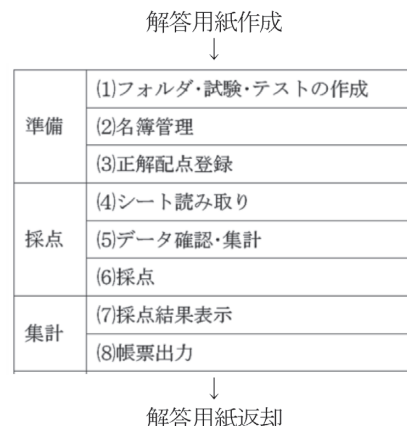 解答用紙作成
↓
(1)フォルダ・試験・テストの作成
準備
(2)名簿管理
(3)正解配点登録
(4)シート読み取り
採点
(5)データ確認・集計
(6)採点
(7)採点結果表示
集計
(8)帳票出力
↓
解答用紙返却